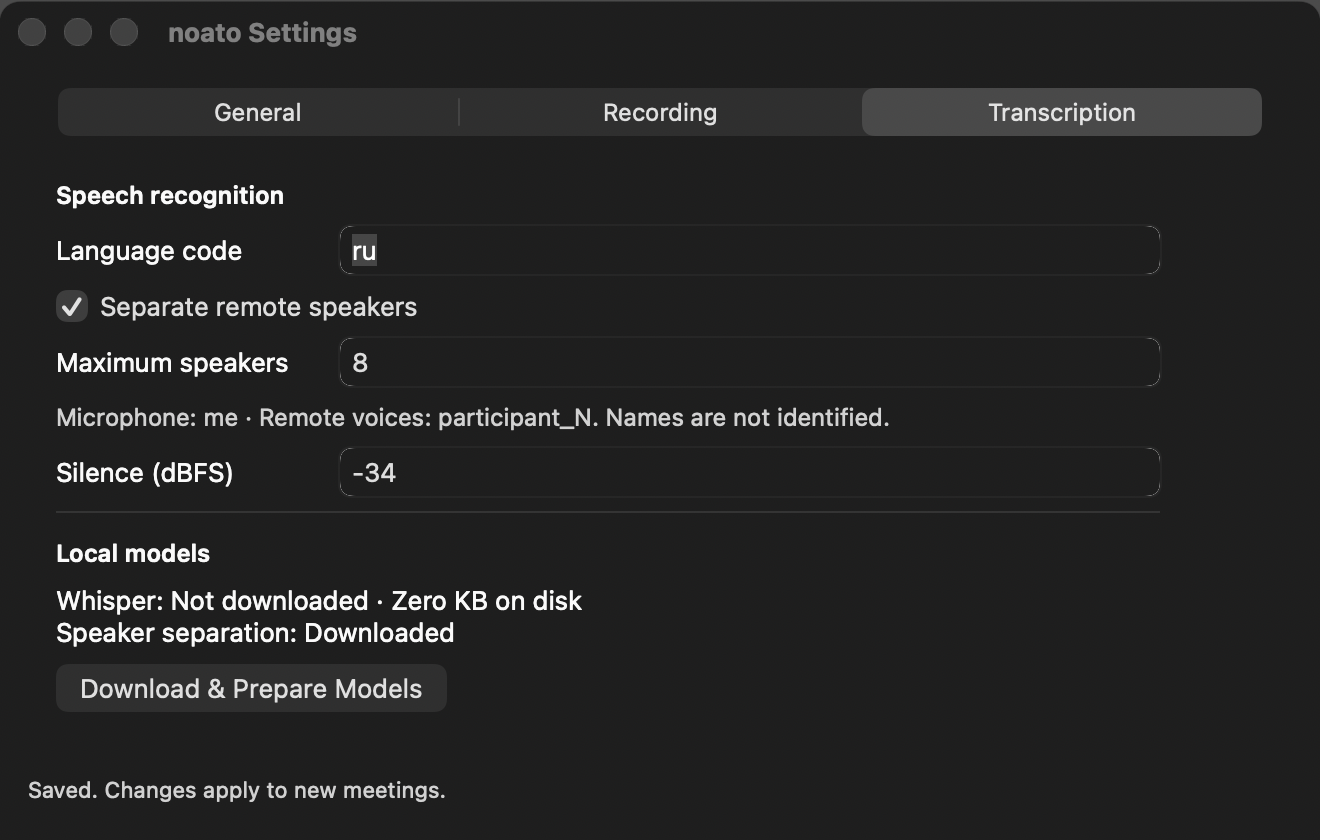 noato Settings
General
Recording
Transcription
Speech recognition
Language code
ru
Separate remote speakers
Maximum speakers
8
Microphone: me · Remote voices: participant_N. Names are not identified.
Silence (dBFS)
-34
Local models
Whisper: Not downloaded · Zero KB on disk
Speaker separation: Downloaded
Download & Prepare Models
Saved. Changes apply to new meetings.